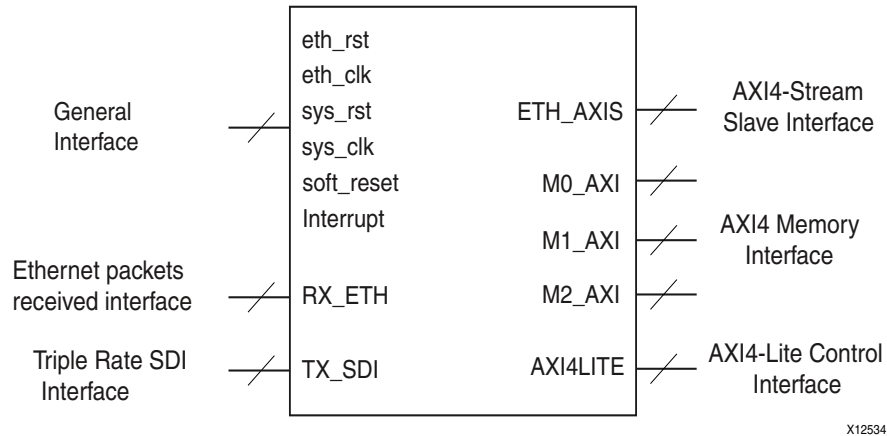 General
Interface
Ethernet packets
received interface
Triple Rate SDI
Interface
eth_rst
eth_clk
sys_rst
sys_clk
soft_reset
Interrupt
RX_ETH
TX_SDI
ETH_AXIS
M0_AXI
M1_AXI
M2_AXI
AXI4LITE
AXI4-Stream
Slave Interface
AXI4 Memory
Interface
AXI4-Lite Control
Interface
X12534